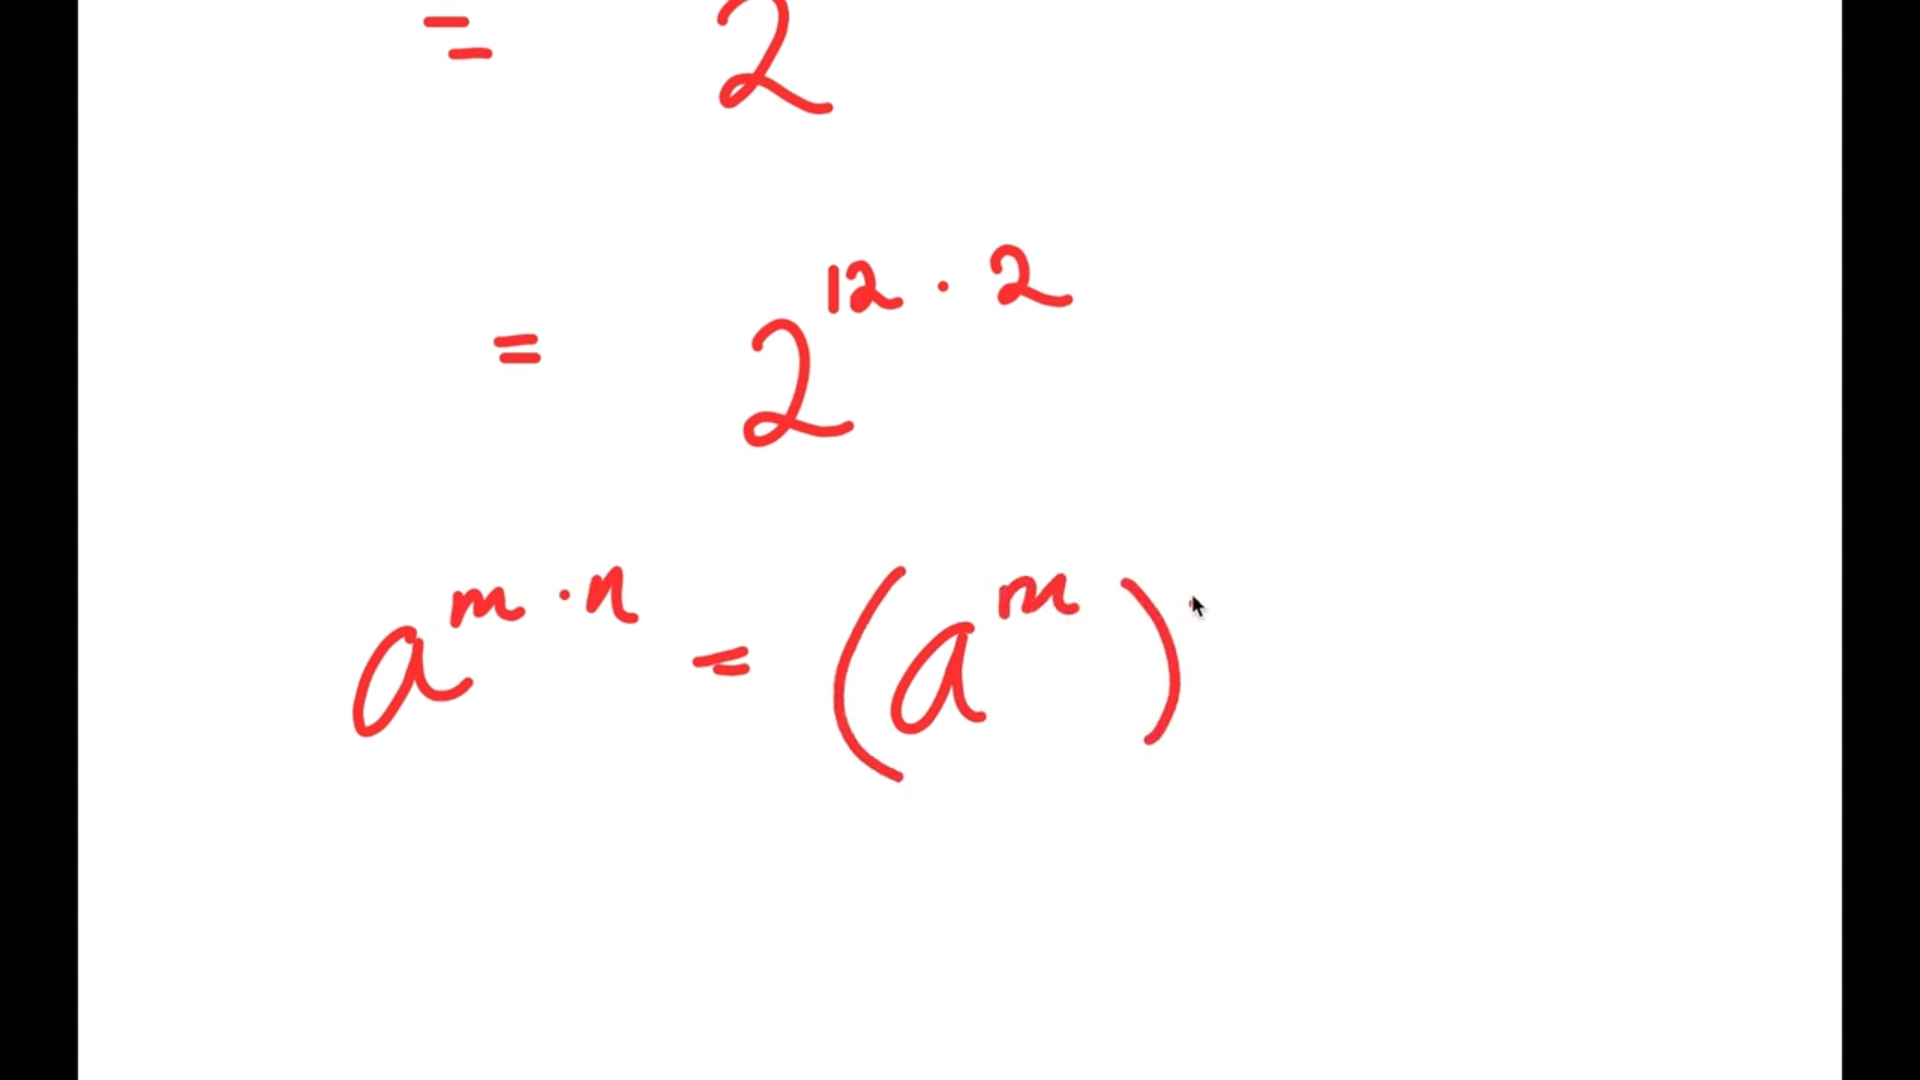 = 2
= 2^{12 · 2}
a^{m · n} = (a^m)